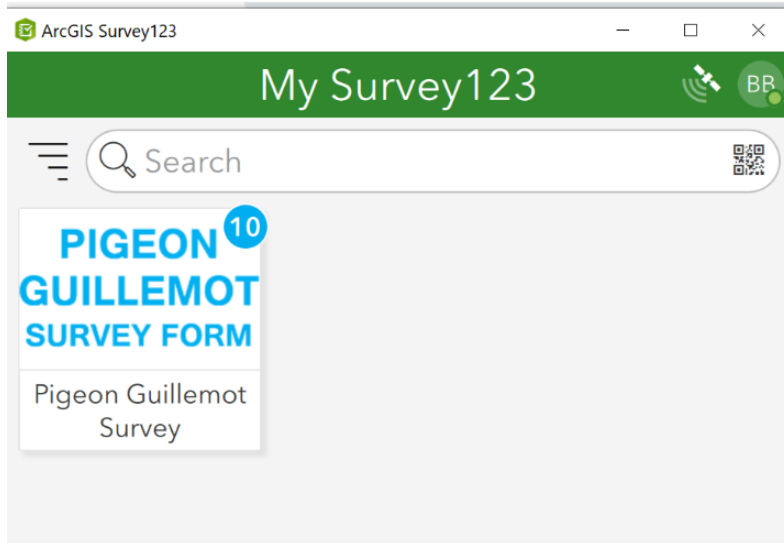 ArcGIS Survey123
My Survey123
BB
Search
10
PIGEON
GUILLEMOT
SURVEY FORM
Pigeon Guillemot
Survey